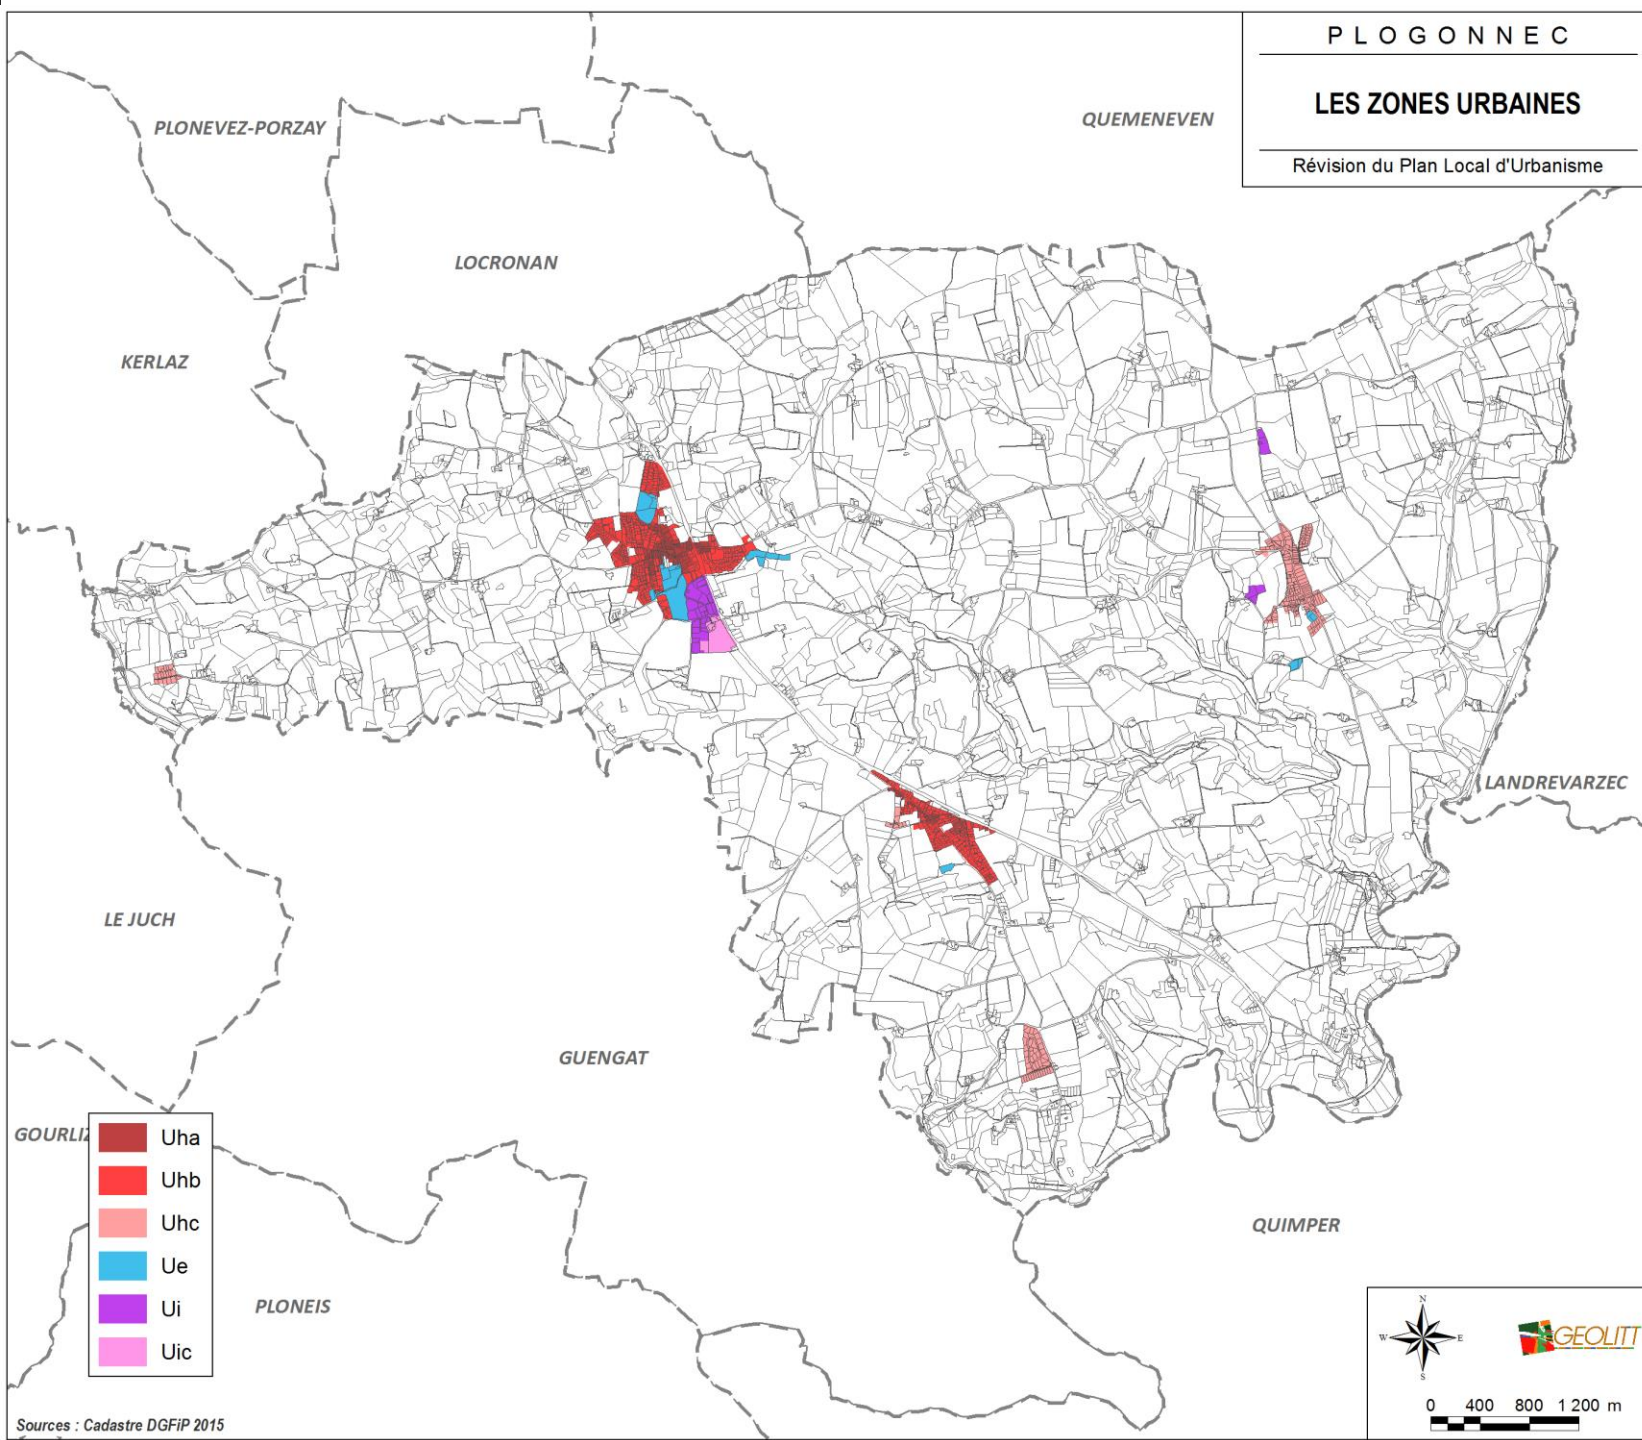 P L O G O N N E C
LES ZONES URBAINES
Révision du Plan Local d'Urbanisme
QUEMENEVEN
PLONEVEZ-PORZAY
LOCRONAN
KERLAZ
LANDREVARZEC
LE JUCH
GUENGAT
GOURLIZ
QUIMPER
PLONEIS
Uha
Uhb
Uhc
Ue
Ui
Uic
N
W
E
S
GEOLITT
0 400 800 1 200 m
Sources : Cadastre DGFiP 2015